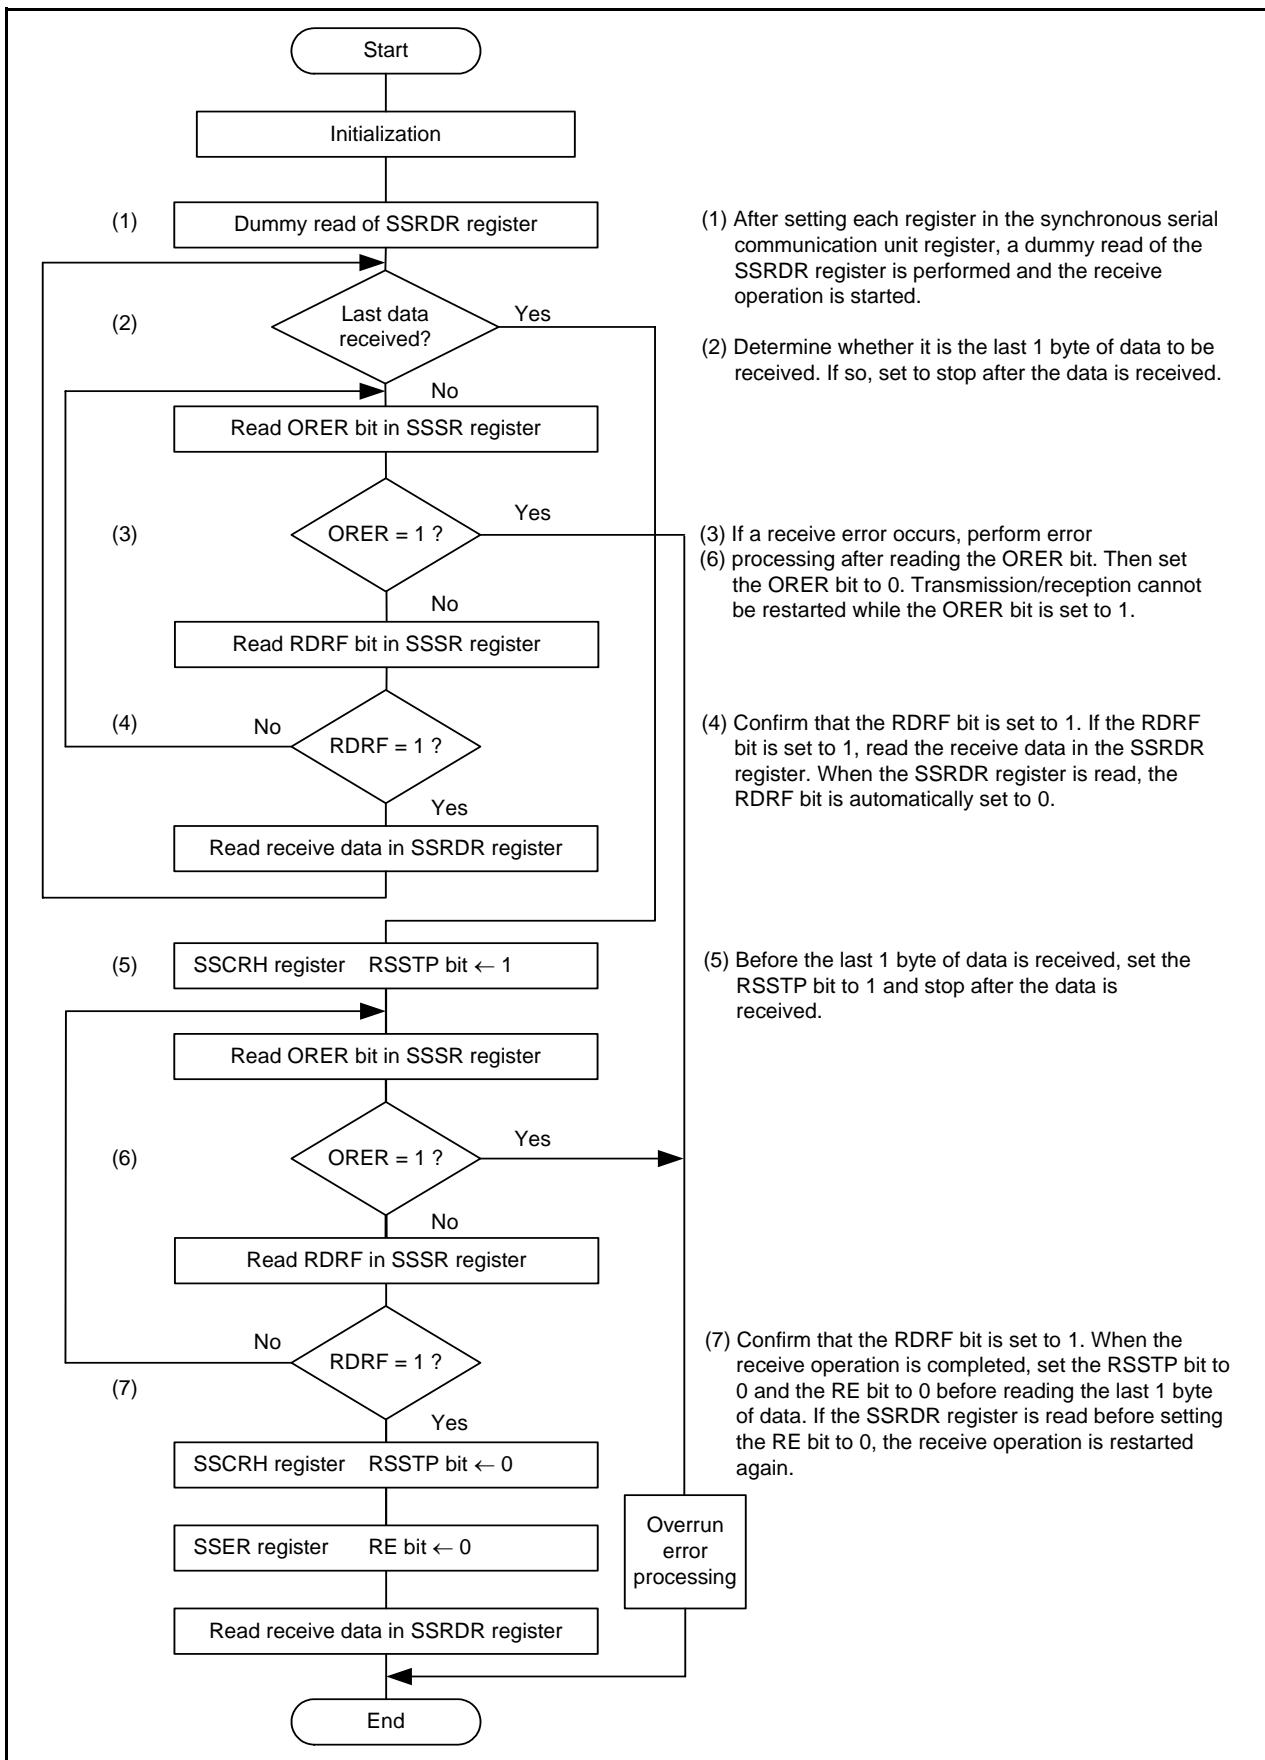 Start
Initialization
(1)
Dummy read of SSRDR register
(1) After setting each register in the synchronous serial
communication unit register, a dummy read of the
SSRDR register is performed and the receive
operation is started.
(2)
Last data
received?
Yes
No
(2) Determine whether it is the last 1 byte of data to be
received. If so, set to stop after the data is received.
Read ORER bit in SSSR register
(3)
ORER = 1 ?
Yes
No
(3) If a receive error occurs, perform error
(6) processing after reading the ORER bit. Then set
the ORER bit to 0. Transmission/reception cannot
be restarted while the ORER bit is set to 1.
Read RDRF bit in SSSR register
(4)
No
RDRF = 1 ?
Yes
(4) Confirm that the RDRF bit is set to 1. If the RDRF
bit is set to 1, read the receive data in the SSRDR
register. When the SSRDR register is read, the
RDRF bit is automatically set to 0.
Read receive data in SSRDR register
(5)
SSCRH register RSSTP bit ← 1
(5) Before the last 1 byte of data is received, set the
RSSTP bit to 1 and stop after the data is
received.
Read ORER bit in SSSR register
(6)
ORER = 1 ?
Yes
No
Read RDRF in SSSR register
No
RDRF = 1 ?
(7)
Yes
(7) Confirm that the RDRF bit is set to 1. When the
receive operation is completed, set the RSSTP bit to
0 and the RE bit to 0 before reading the last 1 byte
of data. If the SSRDR register is read before setting
the RE bit to 0, the receive operation is restarted
again.
SSCRH register RSSTP bit ← 0
SSER register RE bit ← 0
Overrun
error
processing
Read receive data in SSRDR register
End